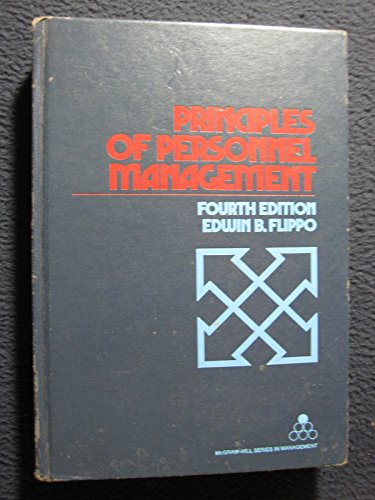 PRINCIPLES
OF PERSONNEL
MANAGEMENT
FOURTH EDITION
EDWIN B. FLIPPO
McGRAW-HILL SERIES IN MANAGEMENT